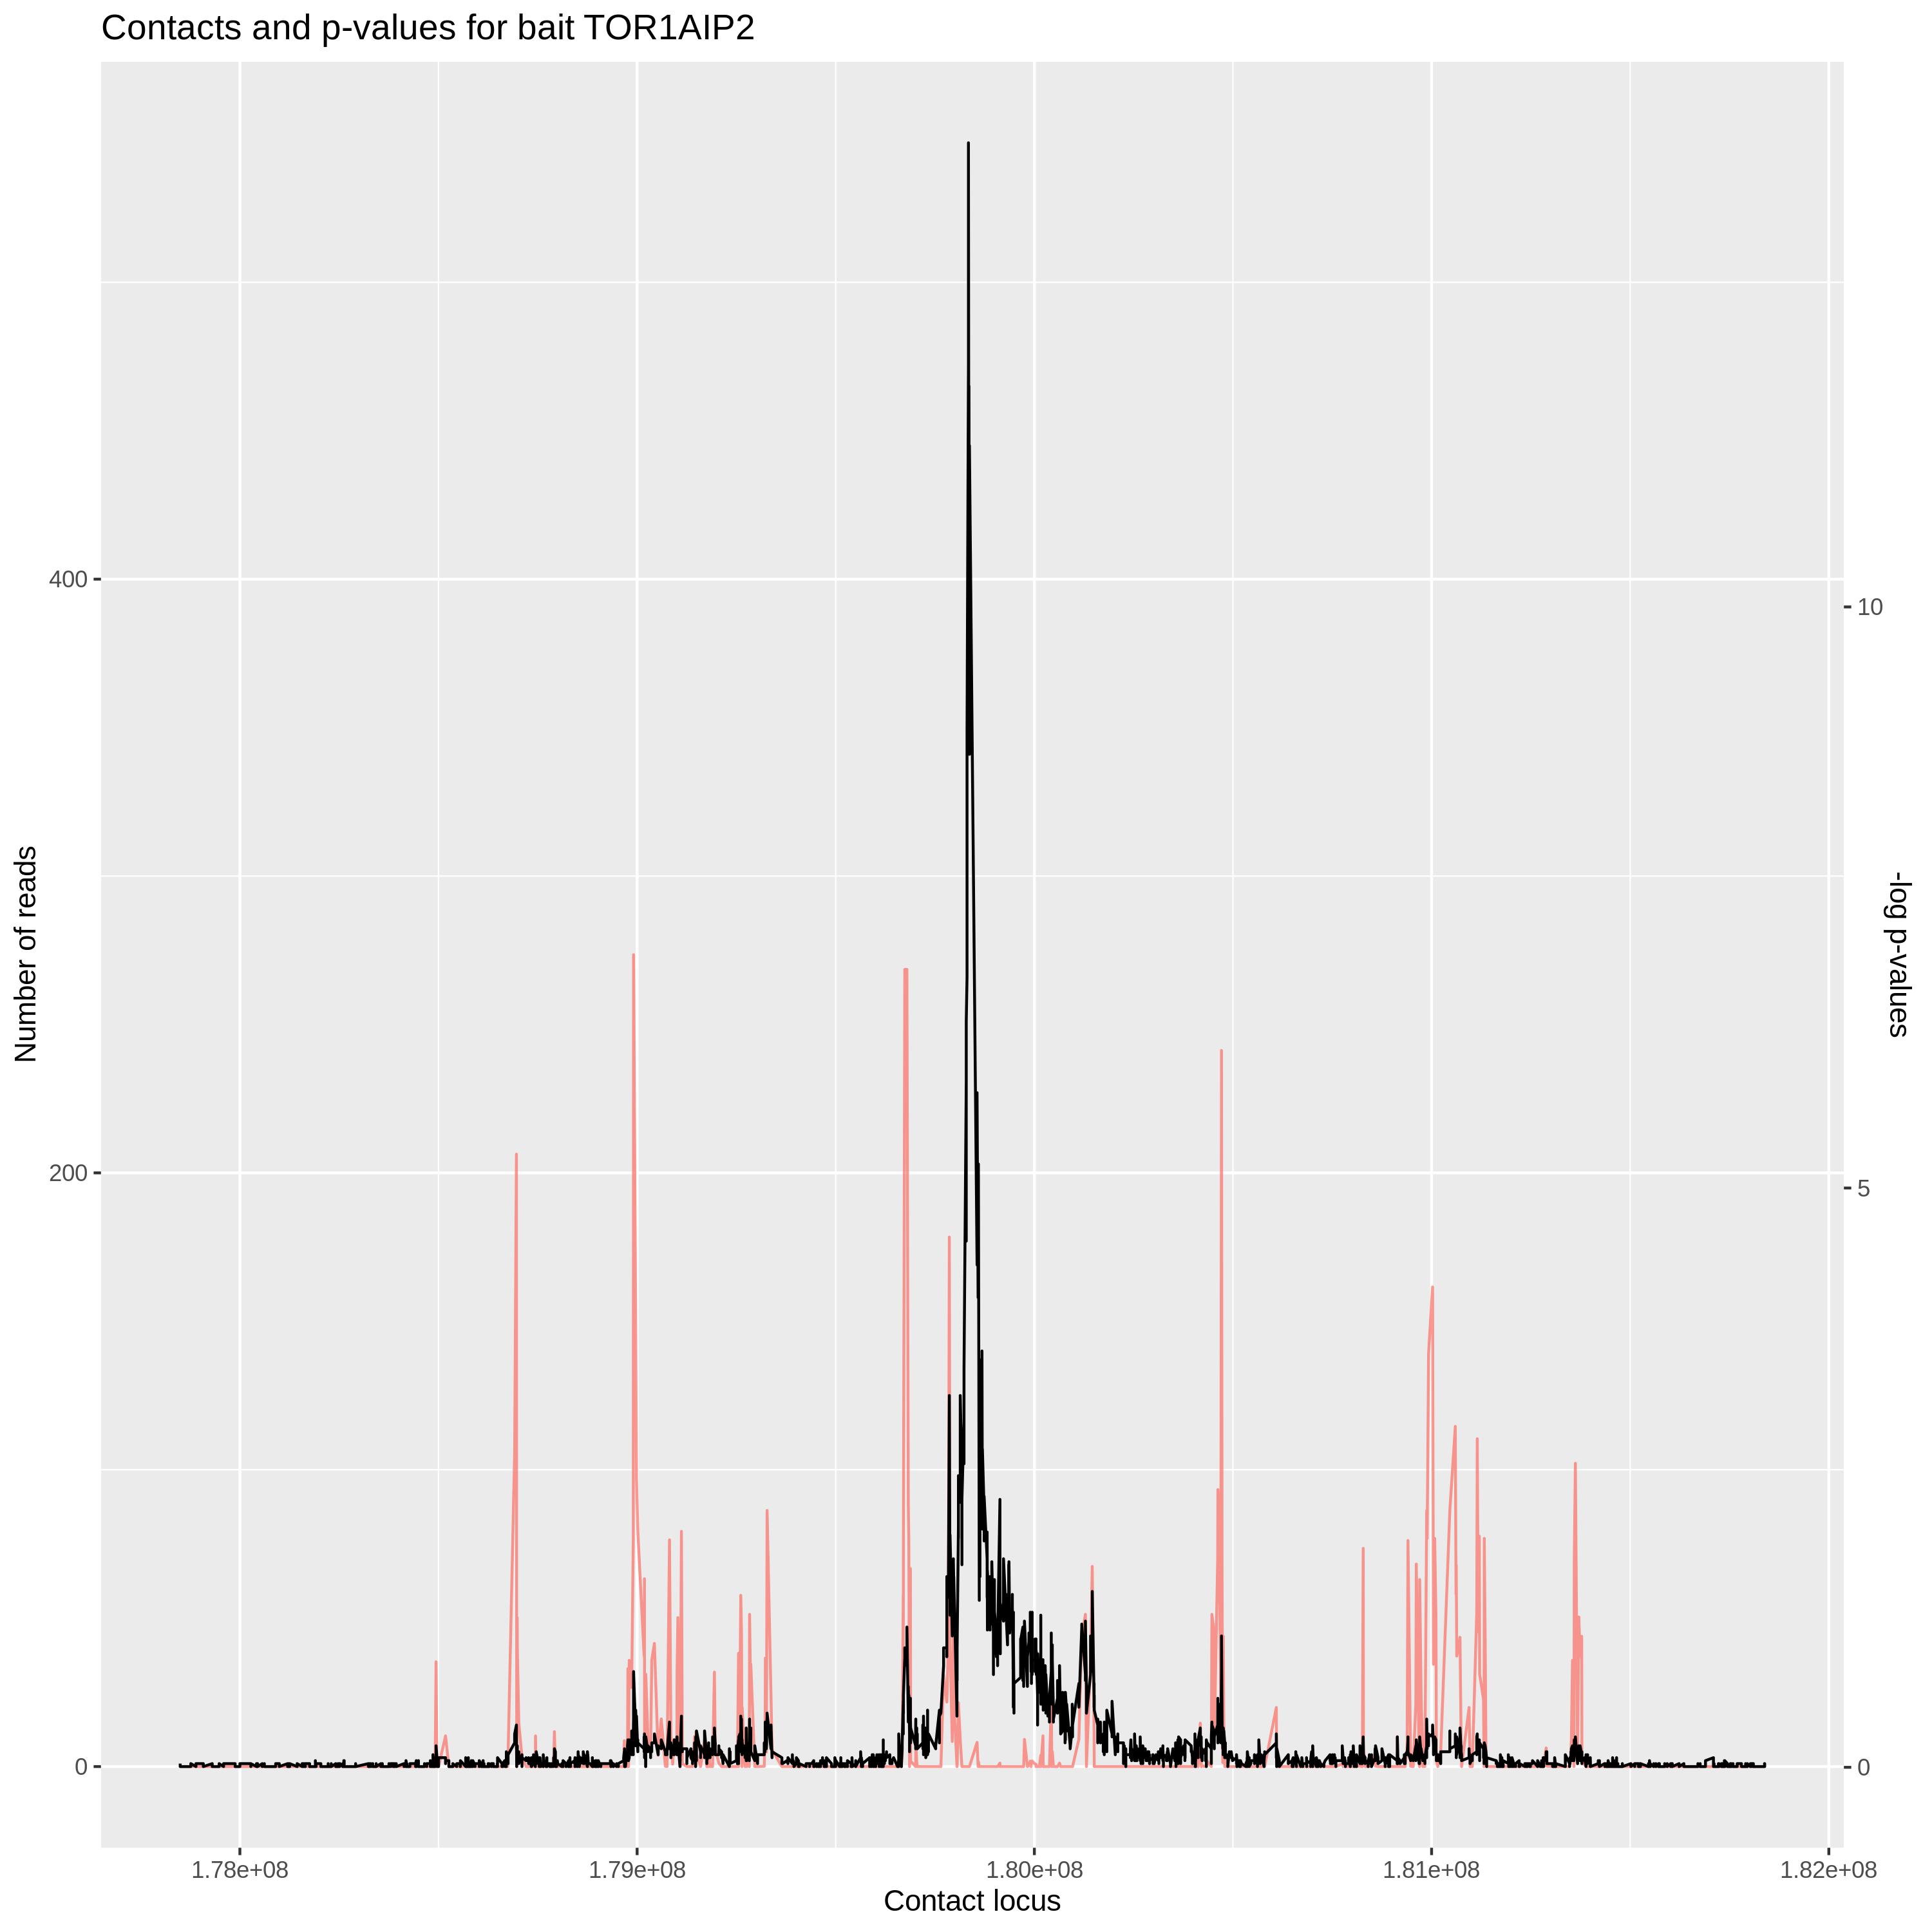 Contacts and p-values for bait TOR1AIP2
Number of reads
400
200
0
10
5
0
-log p-values
1.78e+08
1.79e+08
1.80e+08
1.81e+08
1.82e+08
Contact locus